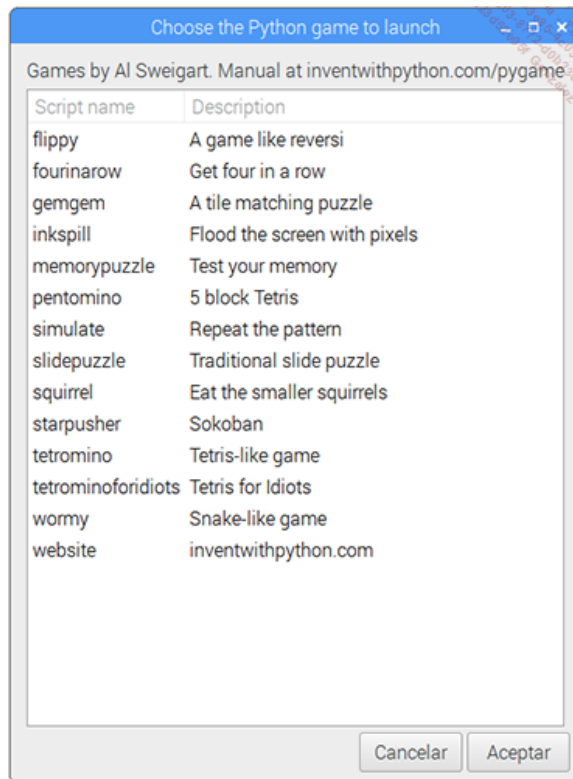 Choose the Python game to launch
Games by Al Sweigart. Manual at inventwithpython.com/pygame
Script name Description
flippy A game like reversi
fourinarow Get four in a row
gemgem A tile matching puzzle
inkspill Flood the screen with pixels
memorypuzzle Test your memory
pentomino 5 block Tetris
simulate Repeat the pattern
slidepuzzle Traditional slide puzzle
squirrel Eat the smaller squirrels
starpusher Sokoban
tetromino Tetris-like game
tetrominoforidiots Tetris for Idiots
wormy Snake-like game
website inventwithpython.com
Cancelar Aceptar